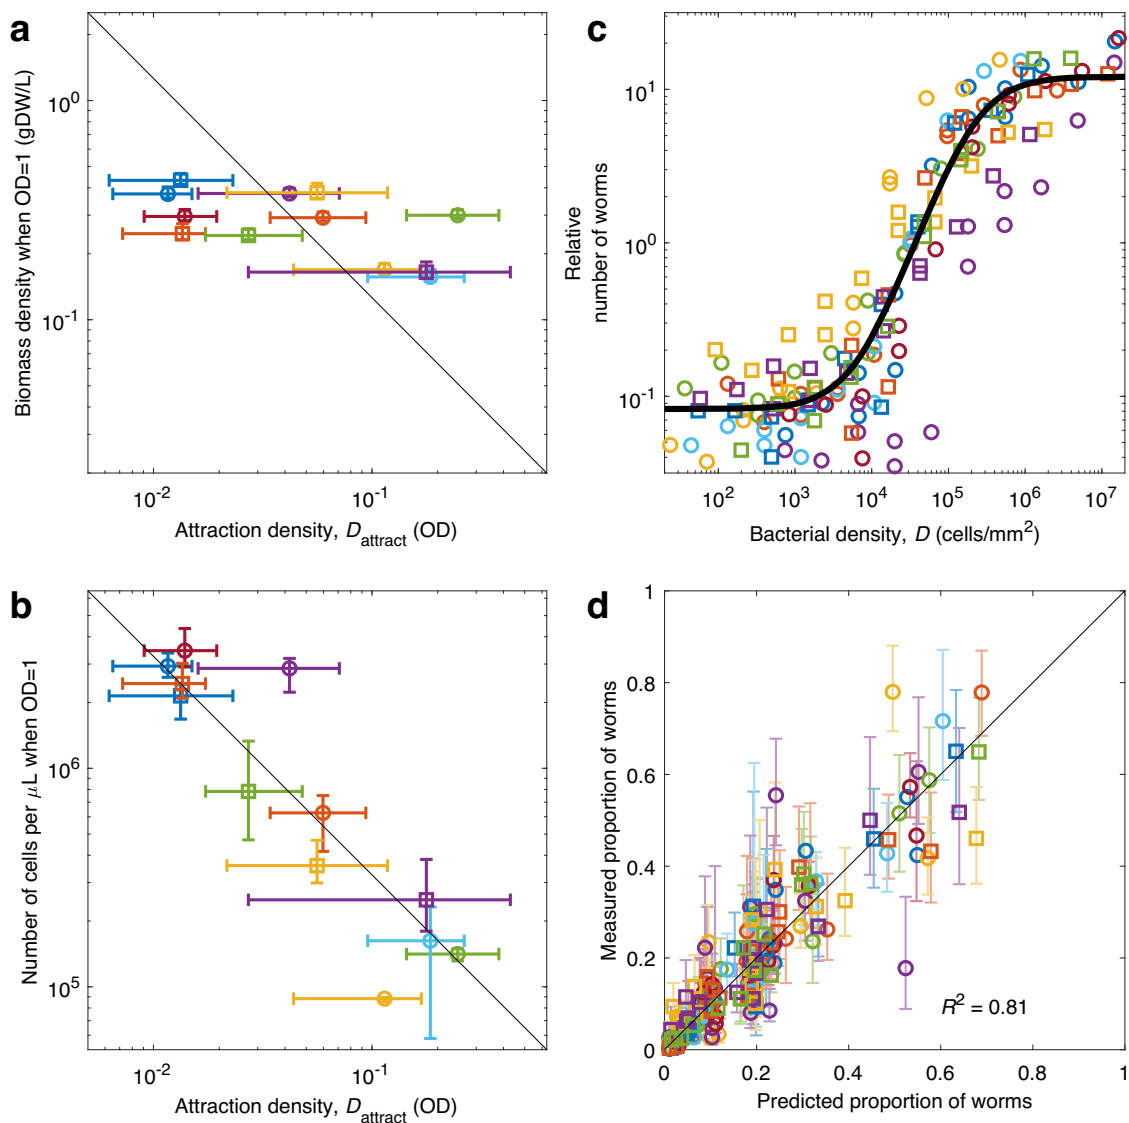 a
Biomass density when OD=1 (gDW/L)
10^0
10^-1
10^-2
10^-1
Attraction density, D_attract (OD)
c
Relative
number of worms
10^1
10^0
10^-1
10^2
10^3
10^4
10^5
10^6
10^7
Bacterial density, D (cells/mm^2)
b
Number of cells per μL when OD=1
10^6
10^5
10^-2
10^-1
Attraction density, D_attract (OD)
d
Measured proportion of worms
1
0.8
0.6
0.4
0.2
0
R^2 = 0.81
0
0.2
0.4
0.6
0.8
1
Predicted proportion of worms